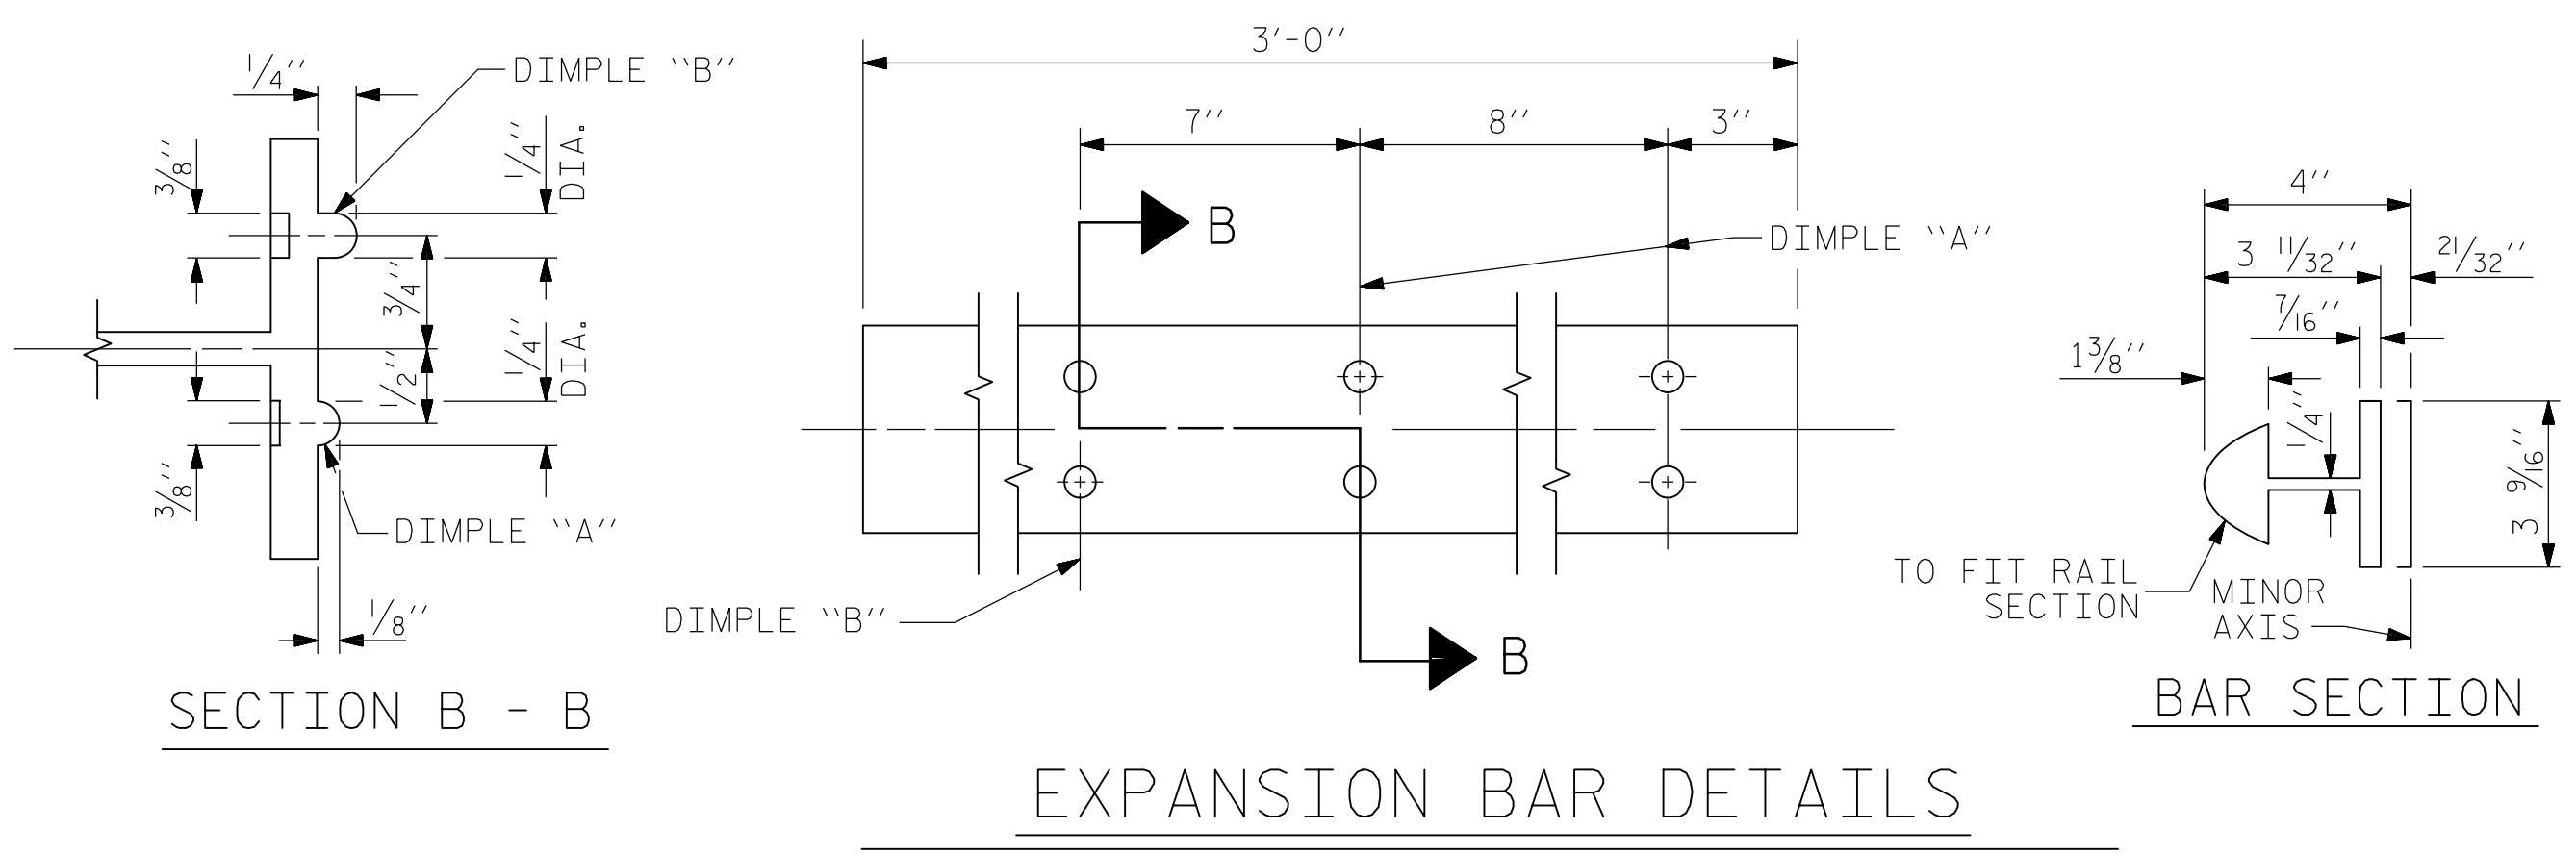 1/4''
DIMPLE ''B''
3/8''
1/4'' DIA.
3/4''
1/2''
1/4'' DIA.
3/8''
DIMPLE ''A''
1/8''
SECTION B - B
3'-0''
7''
8''
3''
B
DIMPLE ''A''
DIMPLE ''B''
B
EXPANSION BAR DETAILS
4''
3 11/32''
21/32''
7/16''
1 3/8''
1/4''
3 9/16''
TO FIT RAIL
SECTION
MINOR
AXIS
BAR SECTION